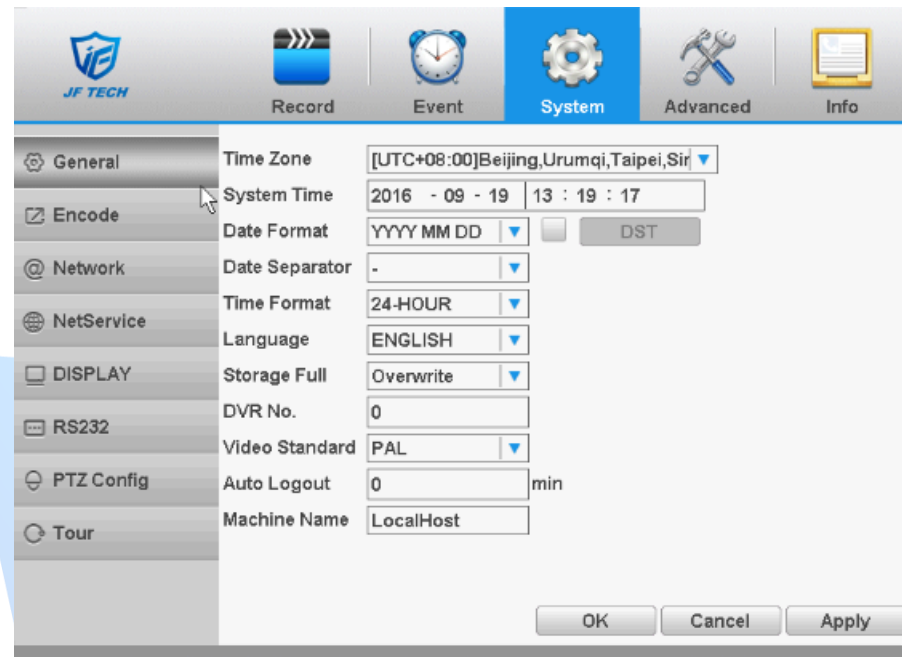 JF TECH
Record Event System Advanced Info
General
Encode
Network
NetService
DISPLAY
RS232
PTZ Config
Tour
Time Zone [UTC+08:00]Beijing,Urumqi,Taipei,Sir
System Time 2016 - 09 - 19 13 : 19 : 17
Date Format YYYY MM DD DST
Date Separator -
Time Format 24-HOUR
Language ENGLISH
Storage Full Overwrite
DVR No. 0
Video Standard PAL
Auto Logout 0 min
Machine Name LocalHost
OK Cancel Apply